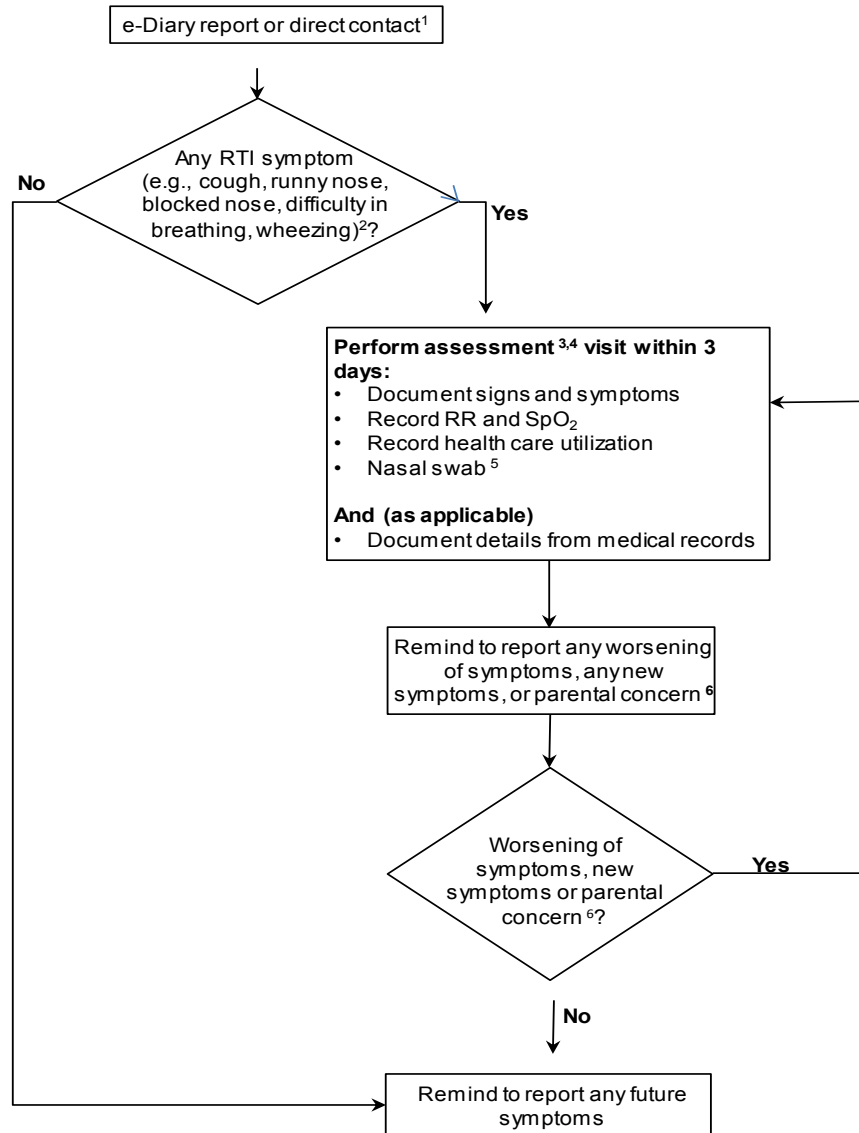 e-Diary report or direct contact¹
Any RTI symptom
(e.g., cough, runny nose,
blocked nose, difficulty in
breathing, wheezing)²?
No
Yes
Perform assessment ³,⁴ visit within 3
days:
• Document signs and symptoms
• Record RR and SpO₂
• Record health care utilization
• Nasal swab ⁵
And (as applicable)
• Document details from medical records
Remind to report any worsening
of symptoms, any new
symptoms, or parental concern ⁶
Worsening of
symptoms, new
symptoms or parental
concern ⁶?
Yes
No
Remind to report any future
symptoms